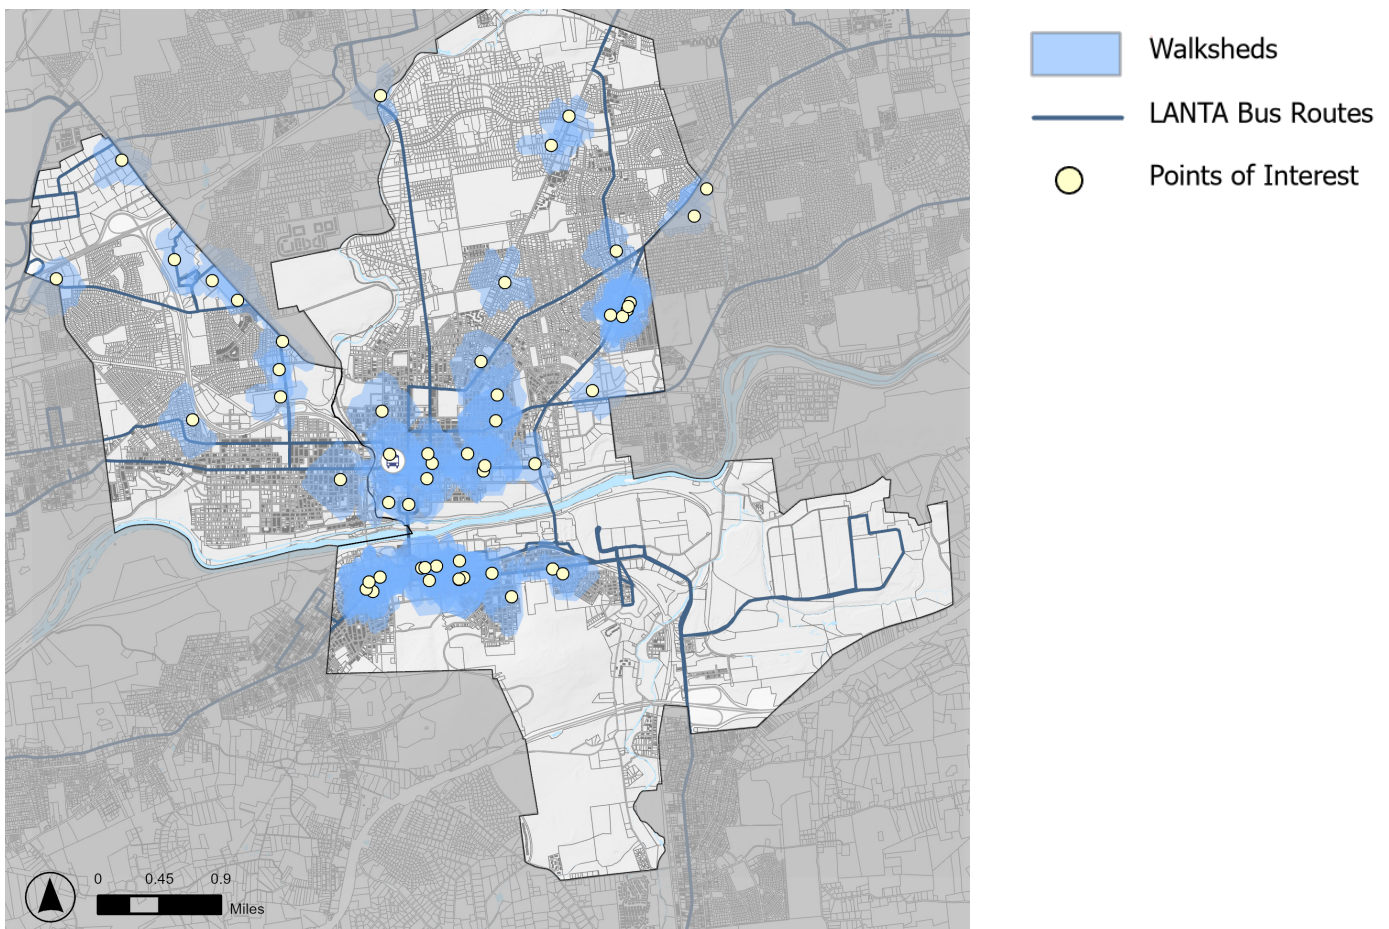 Walksheds
LANTA Bus Routes
Points of Interest
0 0.45 0.9
Miles